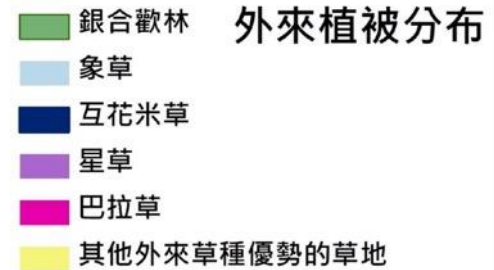 外來植被分布
銀合歡林
象草
互花米草
星草
巴拉草
其他外來草種優勢的草地